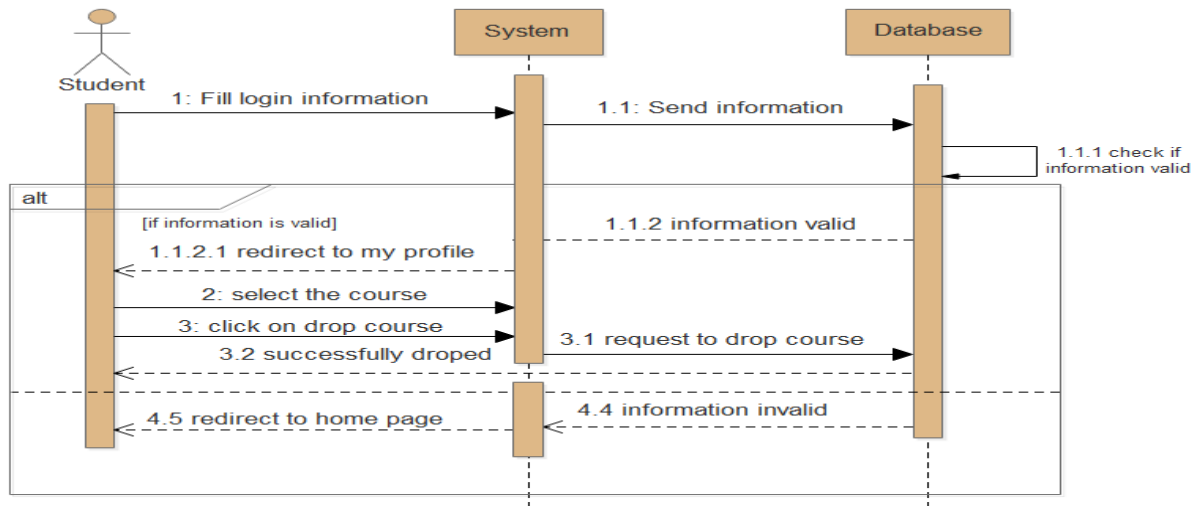 System
Database
Student
1: Fill login information
1.1: Send information
1.1.1 check if
information valid
alt
[if information is valid]
1.1.2 information valid
1.1.2.1 redirect to my profile
2: select the course
3: click on drop course
3.1 request to drop course
3.2 successfully droped
4.4 information invalid
4.5 redirect to home page